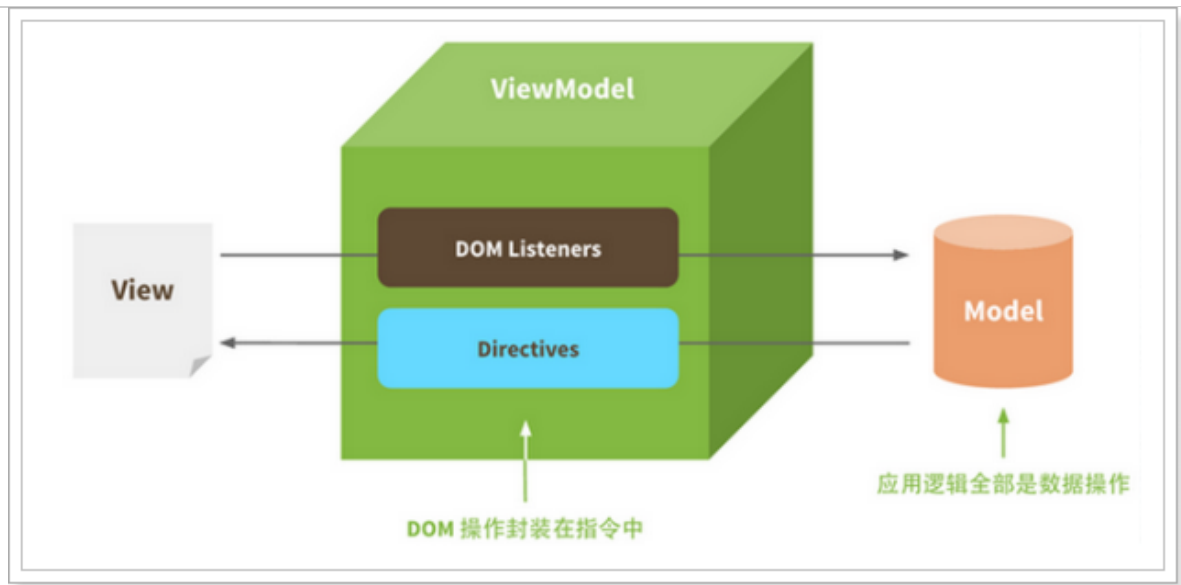 ViewModel
DOM Listeners
View
Model
Directives
应用逻辑全部是数据操作
DOM 操作封装在指令中